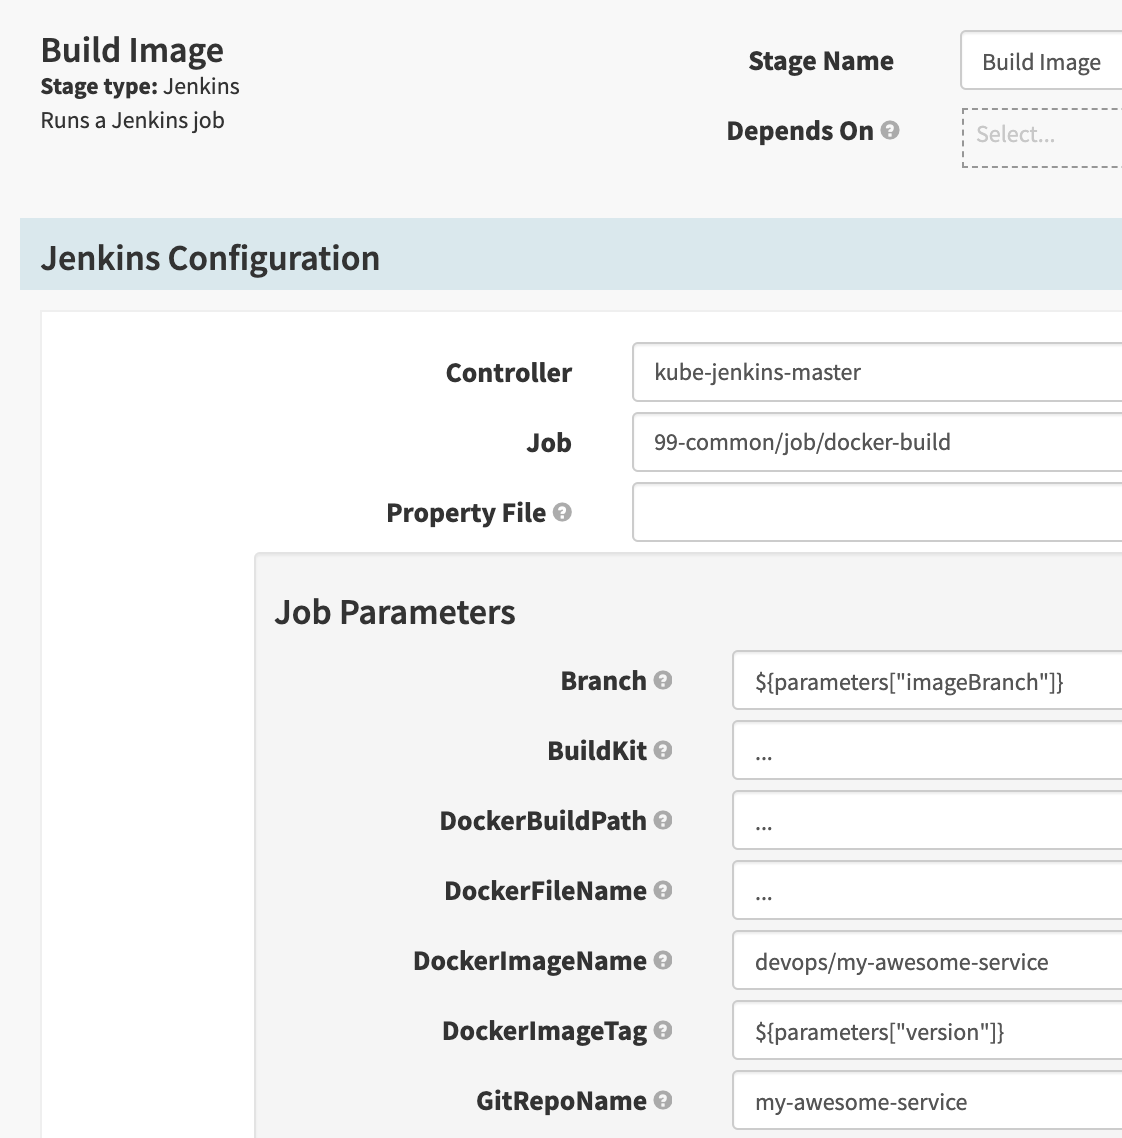 Build Image
Stage type: Jenkins
Runs a Jenkins job
Stage Name Build Image
Depends On Select...
Jenkins Configuration
Controller kube-jenkins-master
Job 99-common/job/docker-build
Property File
Job Parameters
Branch ${parameters["imageBranch"]}
BuildKit ...
DockerBuildPath ...
DockerFileName ...
DockerImageName devops/my-awesome-service
DockerImageTag ${parameters["version"]}
GitRepoName my-awesome-service